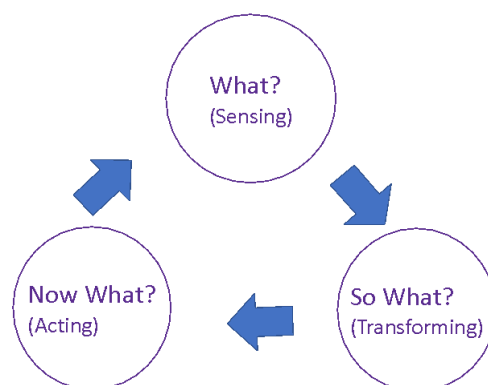 What?
(Sensing)
So What?
(Transforming)
Now What?
(Acting)